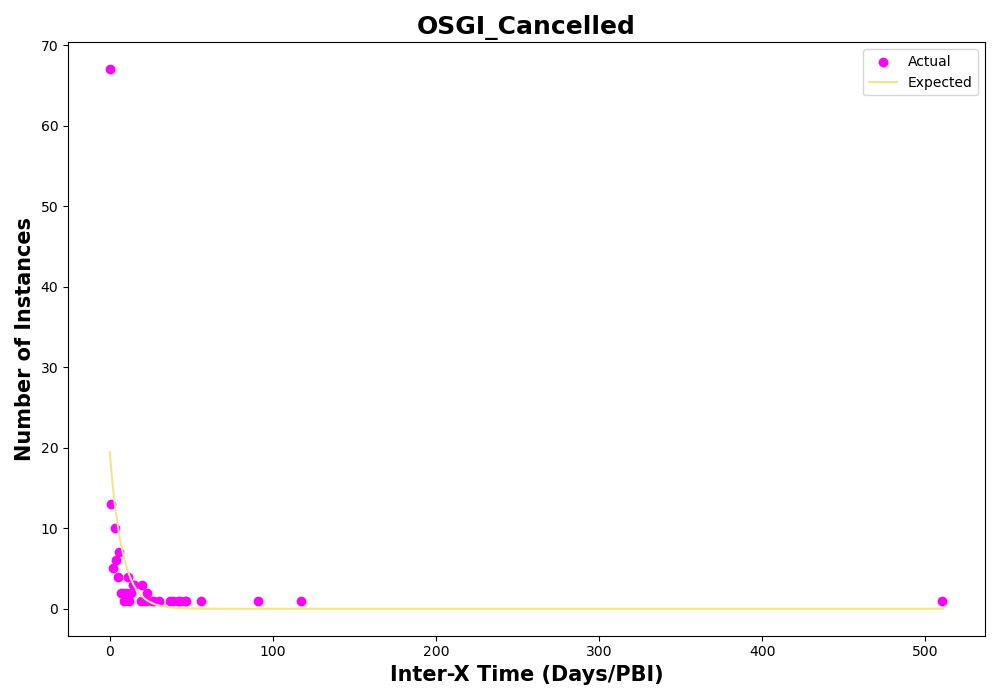 OSGI_Cancelled
Actual
Expected
70
60
50
40
30
20
10
0
Number of Instances
0 100 200 300 400 500
Inter-X Time (Days/PBI)